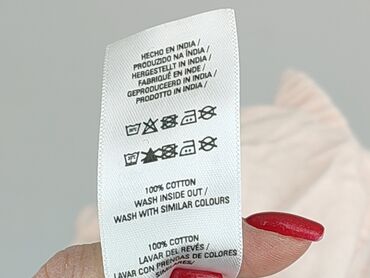 HECHO EN INDIA /
PRODUZIDO NA ÍNDIA /
HERGESTELLT IN INDIA /
FABRIQUÉ EN INDE /
GEPRODUCEERD IN INDIA /
PRODOTTO IN INDIA /
100% COTTON
WASH INSIDE OUT /
WASH WITH SIMILAR COLOURS
100% COTTON
LAVAR DEL REVÉS /
LAVAR CON PRENDAS DE COLORES
SIMILARES